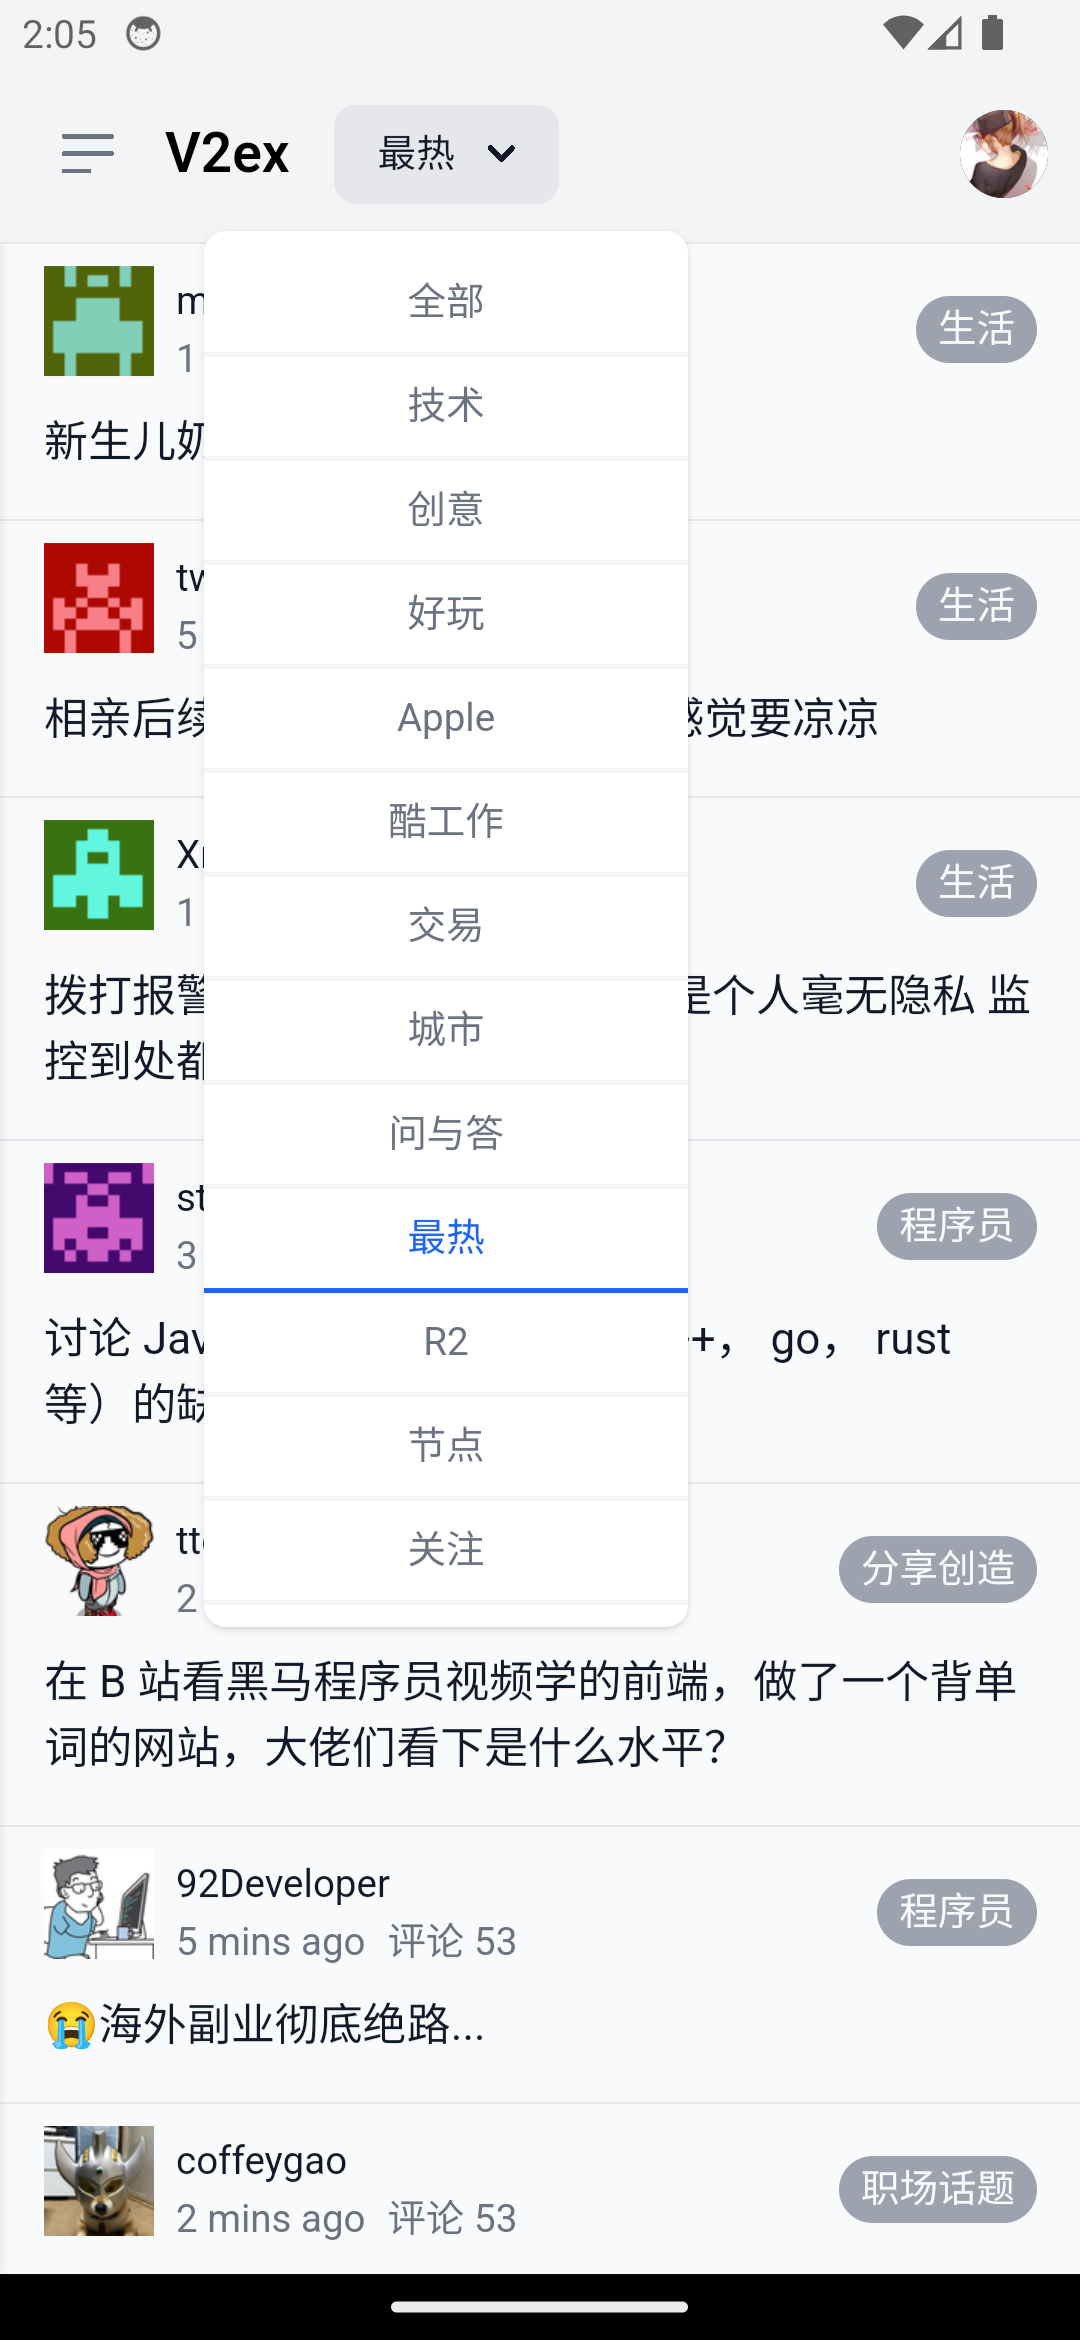 2:05
V2ex
最热
全部
技术
创意
好玩
Apple
酷工作
交易
城市
问与答
最热
R2
节点
关注
生活
1
新生儿奶
生活
5
相亲后续
感觉要凉凉
生活
1
拨打报警
是个人毫无隐私 监
控到处都
st
程序员
3
讨论 Jav
+， go， rust
等）的缺
分享创造
2
在 B 站看黑马程序员视频学的前端，做了一个背单
词的网站，大佬们看下是什么水平？
92Developer
程序员
5 mins ago 评论 53
😭海外副业彻底绝路...
coffeygao
职场话题
2 mins ago 评论 53